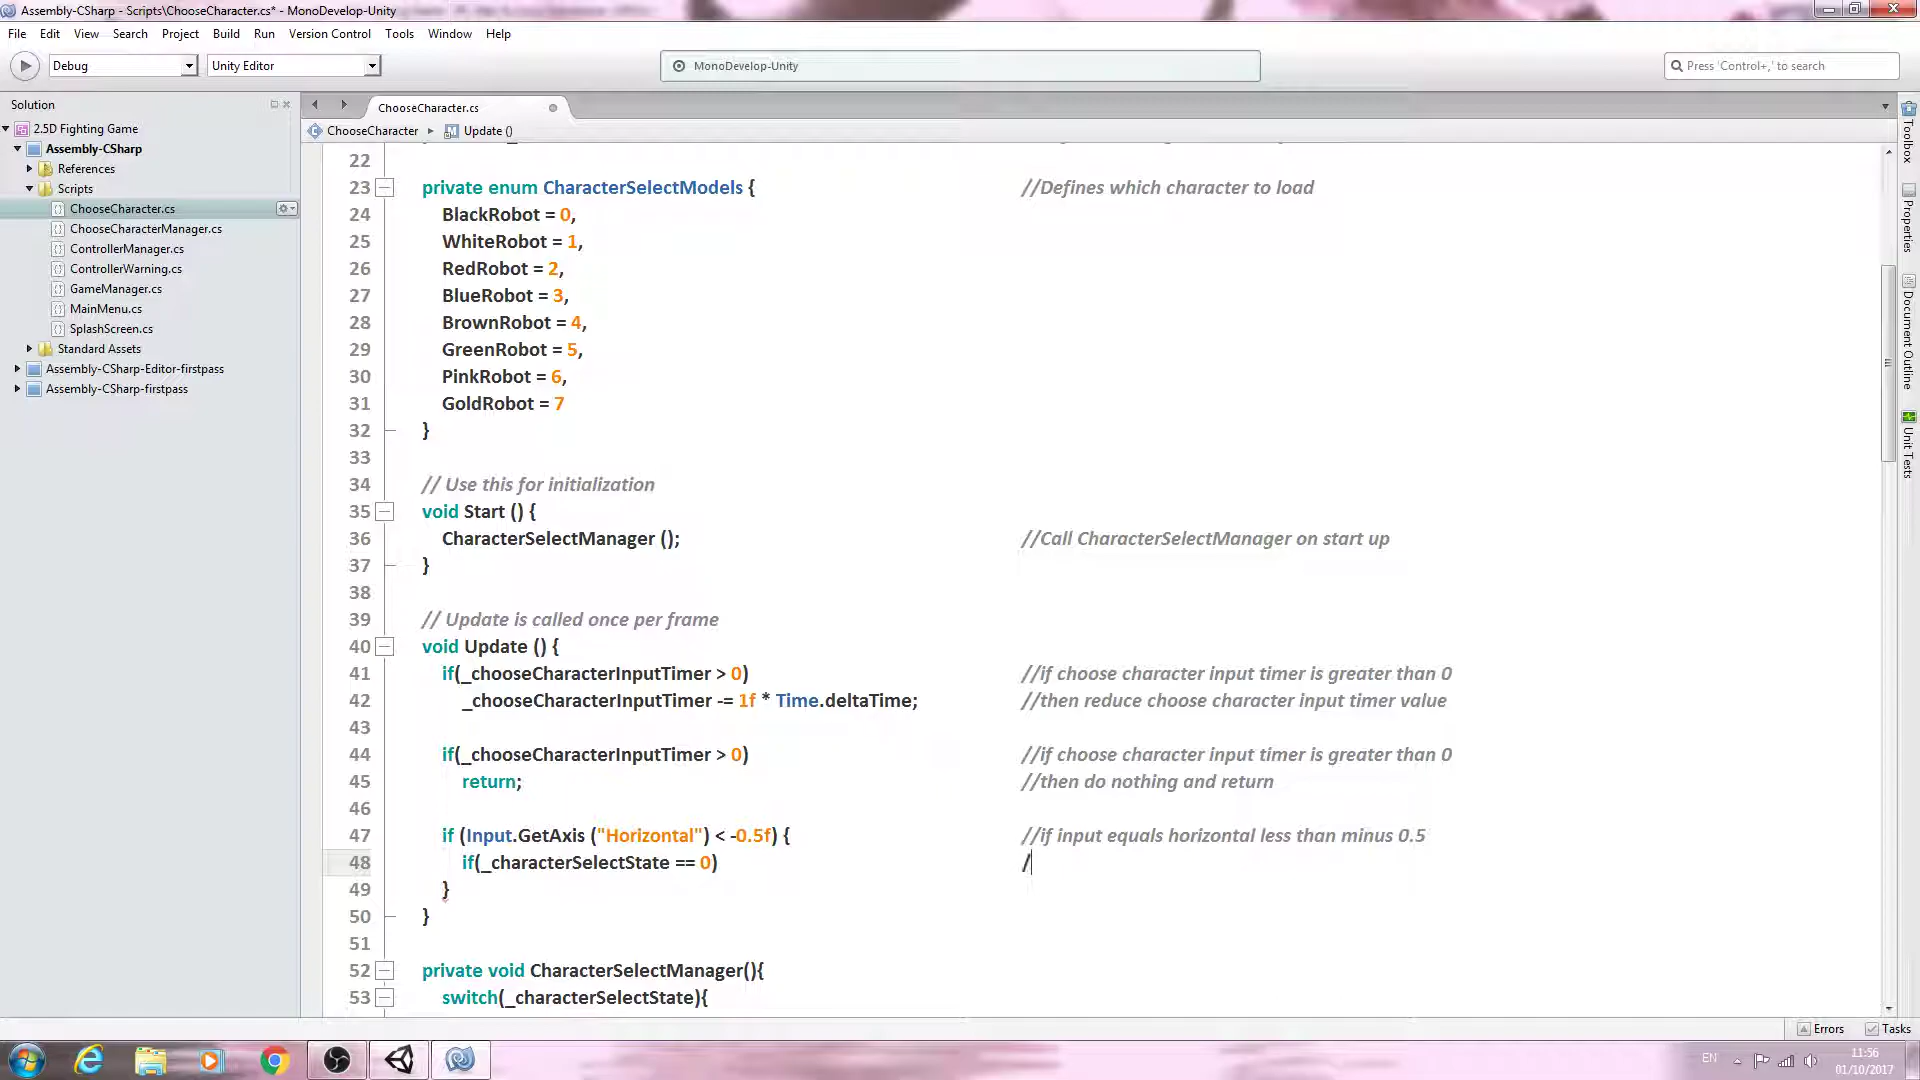 Assembly-CSharp - Scripts\ChooseCharacter.cs* - MonoDevelop-Unity
File Edit View Search Project Build Run Version Control Tools Window Help
Debug Unity Editor MonoDevelop-Unity Press 'Control+,' to search
Solution
2.5D Fighting Game
Assembly-CSharp
References
Scripts
ChooseCharacter.cs
ChooseCharacterManager.cs
ControllerManager.cs
ControllerWarning.cs
GameManager.cs
MainMenu.cs
SplashScreen.cs
Standard Assets
Assembly-CSharp-Editor-firstpass
Assembly-CSharp-firstpass
ChooseCharacter.cs
ChooseCharacter Update ()
22
23 private enum CharacterSelectModels { //Defines which character to load
24 BlackRobot = 0,
25 WhiteRobot = 1,
26 RedRobot = 2,
27 BlueRobot = 3,
28 BrownRobot = 4,
29 GreenRobot = 5,
30 PinkRobot = 6,
31 GoldRobot = 7
32 }
33
34 // Use this for initialization
35 void Start () {
36 CharacterSelectManager (); //Call CharacterSelectManager on start up
37 }
38
39 // Update is called once per frame
40 void Update () {
41 if(_chooseCharacterInputTimer > 0) //if choose character input timer is greater than 0
42 _chooseCharacterInputTimer -= 1f * Time.deltaTime; //then reduce choose character input timer value
43
44 if(_chooseCharacterInputTimer > 0) //if choose character input timer is greater than 0
45 return; //then do nothing and return
46
47 if (Input.GetAxis ("Horizontal") < -0.5f) { //if input equals horizontal less than minus 0.5
48 if(_characterSelectState == 0) /
49 }
50 }
51
52 private void CharacterSelectManager(){
53 switch(_characterSelectState){
Toolbox
Properties
Document Outline
Unit Tests
Errors Tasks
EN
11:56
01/10/2017